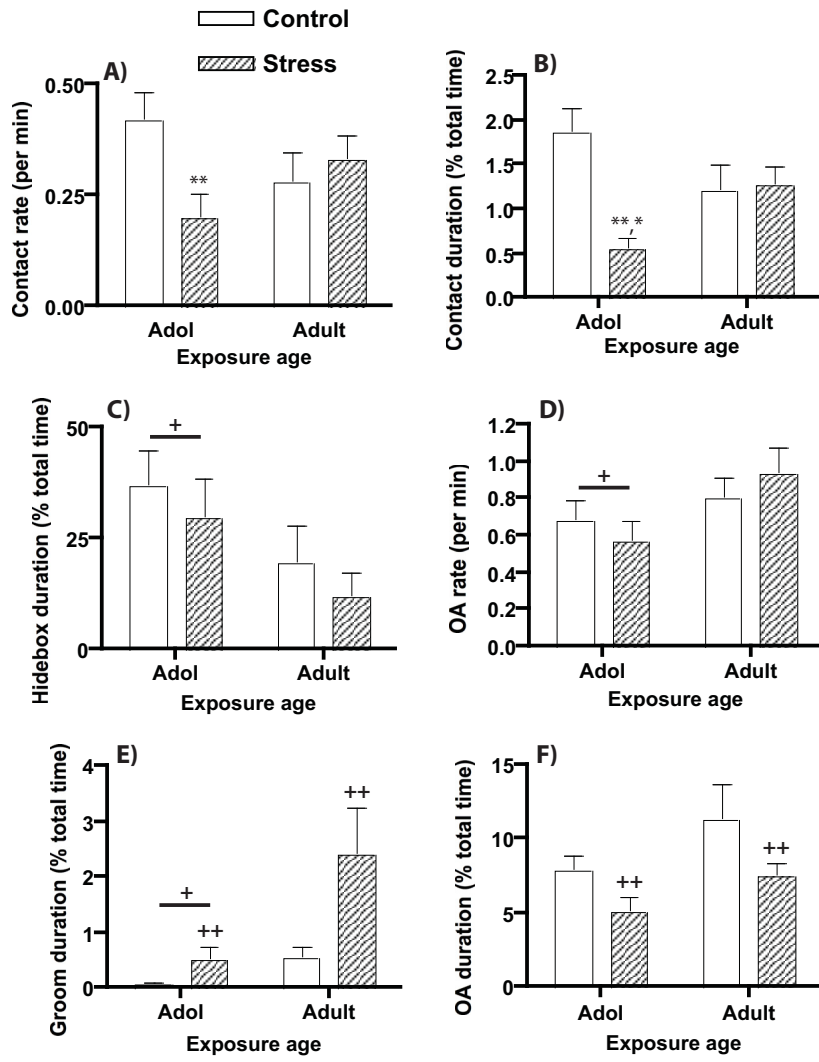 Control
Stress
A)
Contact rate (per min)
0.50
0.25
0.00
**
Adol
Adult
Exposure age
B)
Contact duration (% total time)
2.5
2.0
1.5
1.0
0.5
0.0
**,*
Adol
Adult
Exposure age
C)
Hidebox duration (% total time)
50
25
0
+
Adol
Adult
Exposure age
D)
OA rate (per min)
1.2
1.0
0.8
0.6
0.4
0.2
0.0
+
Adol
Adult
Exposure age
E)
Groom duration (% total time)
4
3
2
1
0
+
++
++
Adol
Adult
Exposure age
F)
OA duration (% total time)
15
10
5
0
++
++
Adol
Adult
Exposure age